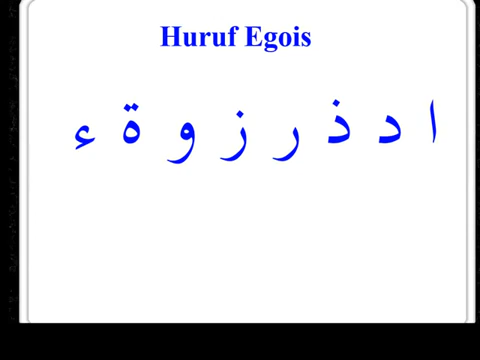 Huruf Egois
ا د ذ ر ز و ة ء